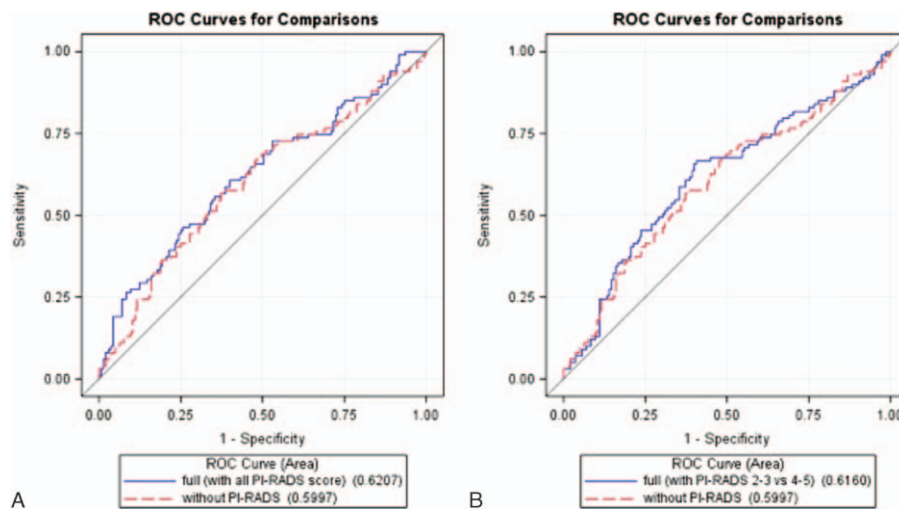 ROC Curves for Comparisons
1.00
0.75
0.50
0.25
0.00
Sensitivity
0.00 0.25 0.50 0.75 1.00
1 - Specificity
ROC Curve (Area)
full (with all PI-RADS score) (0.6207)
without PI-RADS (0.5997)
A
ROC Curves for Comparisons
1.00
0.75
0.50
0.25
0.00
Sensitivity
0.00 0.25 0.50 0.75 1.00
1 - Specificity
ROC Curve (Area)
full (with PI-RADS 2-3 vs 4-5) (0.6160)
without PI-RADS (0.5997)
B